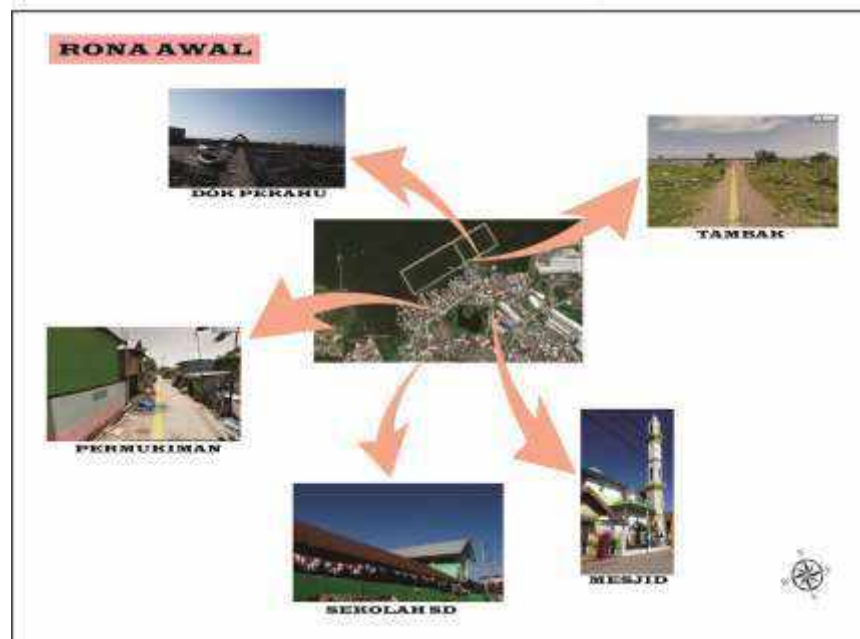 RONA AWAL
DOK PERAHU
TAMBAK
PERMUKIMAN
SEKOLAH SD
MESJID